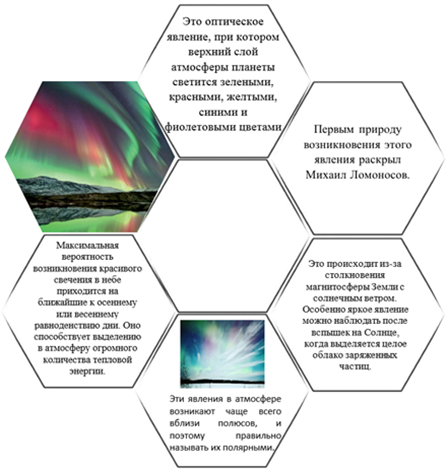 Это оптическое
явление, при котором
верхний слой
атмосферы планеты
светится зелеными,
красными, желтыми,
синими и
фиолетовыми цветами
Первым природу
возникновения этого
явления раскрыл
Михаил Ломоносов.
Максимальная
вероятность
возникновения красивого
свечения в небе
приходится на
ближайшие к осеннему
или весеннему
равноденствию дни. Оно
способствует выделению
в атмосферу огромного
количества тепловой
энергии.
Это происходит из-за
столкновения
магнитосферы Земли с
солнечным ветром.
Особенно яркое явление
можно наблюдать после
вспышек на Солнце,
когда выделяется целое
облако заряженных
частиц.
Эти явления в атмосфере
возникают чаще всего
вблизи полюсов, и
поэтому правильно
называть их полярными.